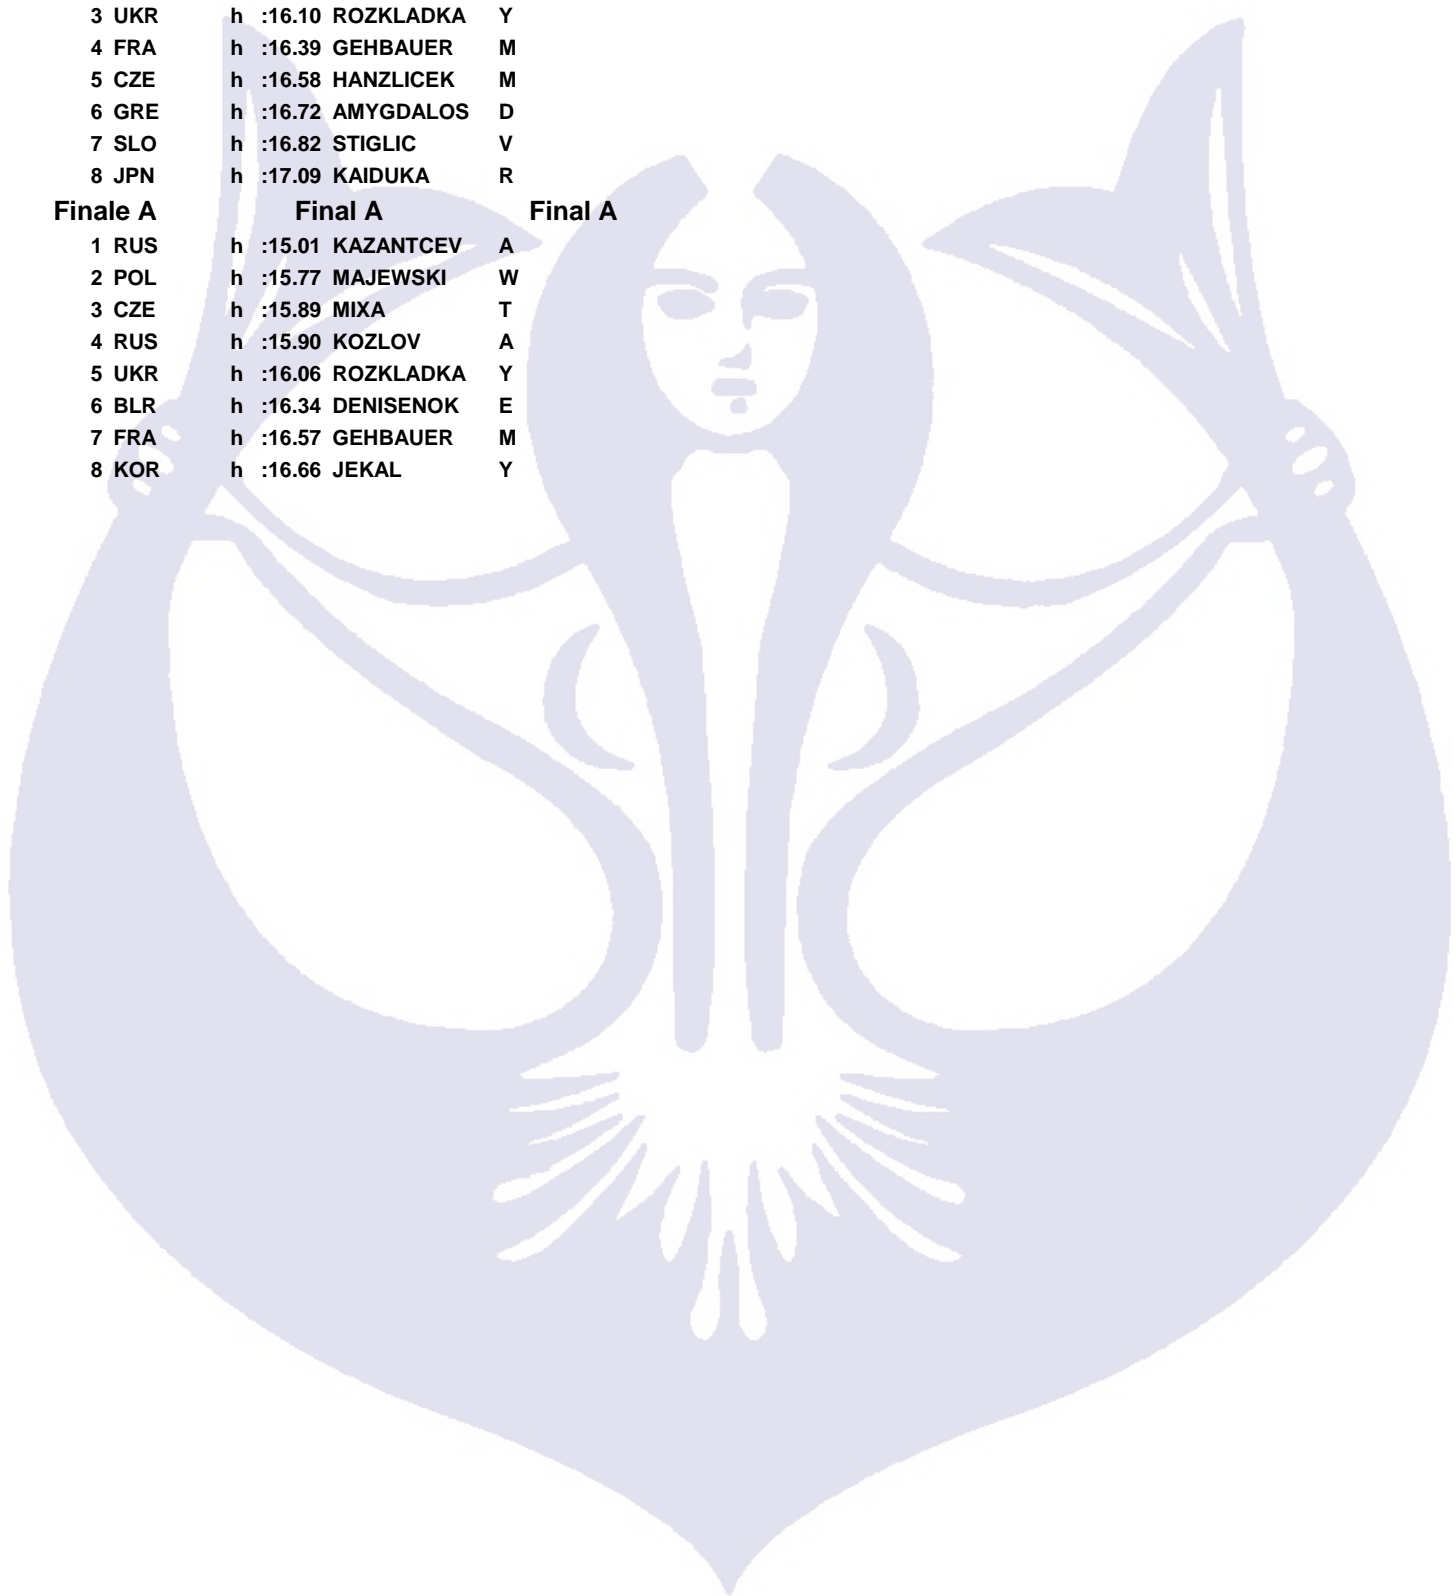 3 UKR h :16.10 ROZKLADKA Y
4 FRA h :16.39 GEHBAUER M
5 CZE h :16.58 HANZLICEK M
6 GRE h :16.72 AMYGDALOS D
7 SLO h :16.82 STIGLIC V
8 JPN h :17.09 KAIDUKA R
Finale A Final A Final A
1 RUS h :15.01 KAZANTCEV A
2 POL h :15.77 MAJEWSKI W
3 CZE h :15.89 MIXA T
4 RUS h :15.90 KOZLOV A
5 UKR h :16.06 ROZKLADKA Y
6 BLR h :16.34 DENISENOK E
7 FRA h :16.57 GEHBAUER M
8 KOR h :16.66 JEKAL Y